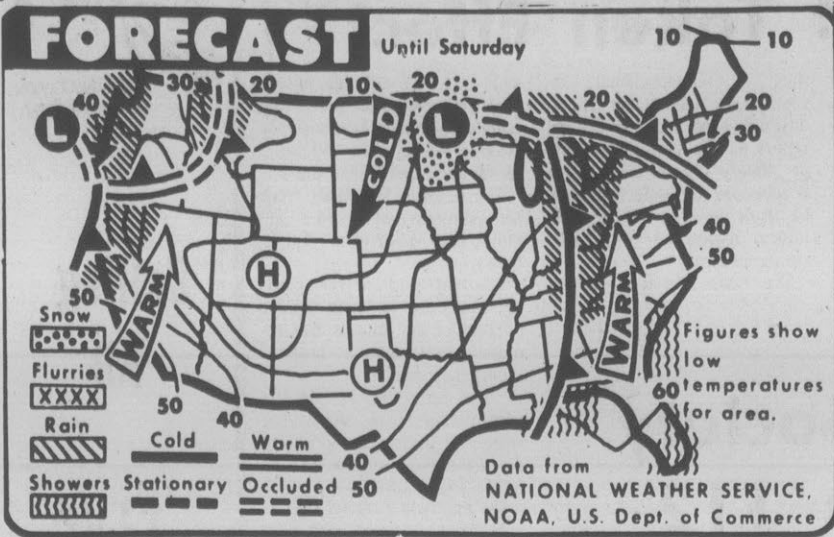 FORECAST
Until Saturday
40
30
20
10
20
20
10
10
20
30
L
L
COLD
40
50
H
H
50
WARM
WARM
Snow
Flurries
XXXX
Rain
Showers
Cold
Warm
Stationary
Occluded
50
40
40
50
60
Figures show
low
temperatures
for area.
Data from
NATIONAL WEATHER SERVICE,
NOAA, U.S. Dept. of Commerce